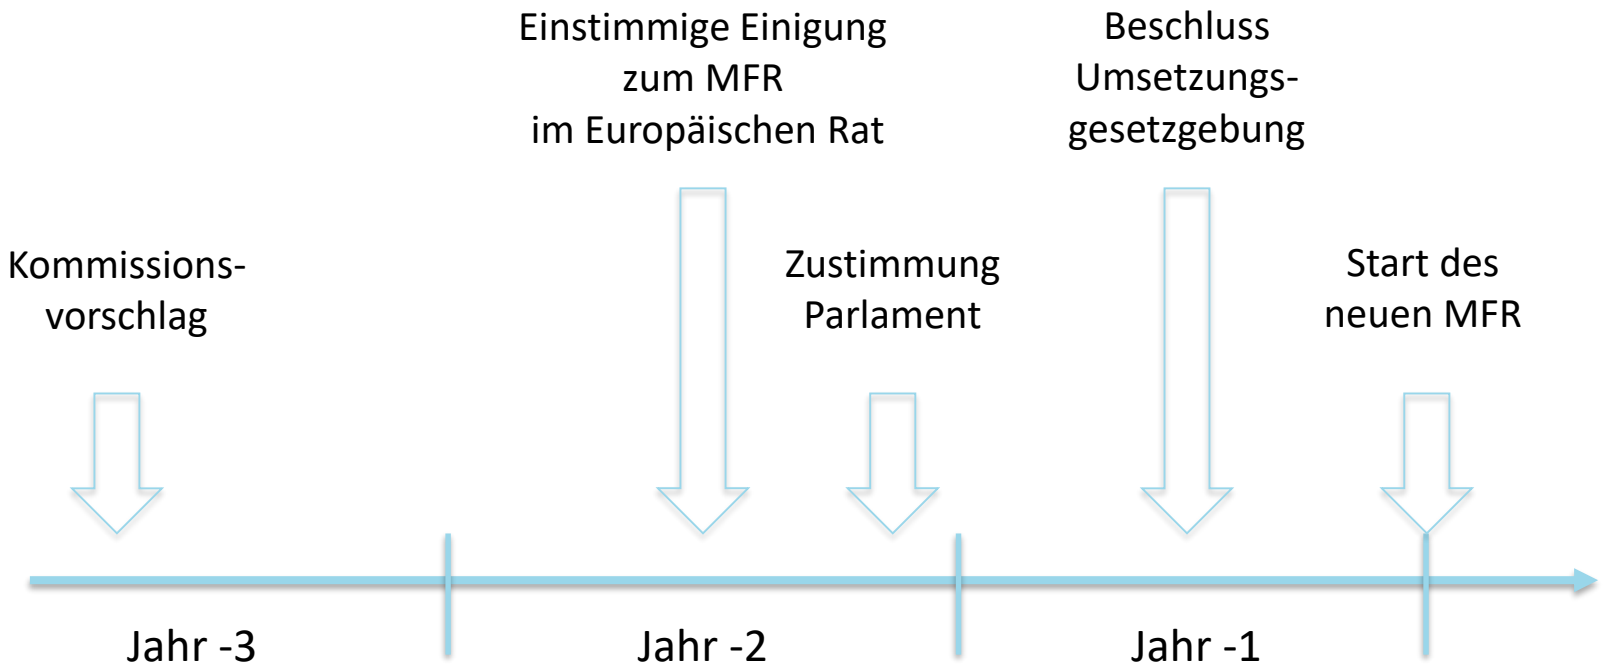 Einstimmige Einigung
zum MFR
im Europäischen Rat
Beschluss
Umsetzungs-
gesetzgebung
Kommissions-
vorschlag
Zustimmung
Parlament
Start des
neuen MFR
Jahr -3
Jahr -2
Jahr -1